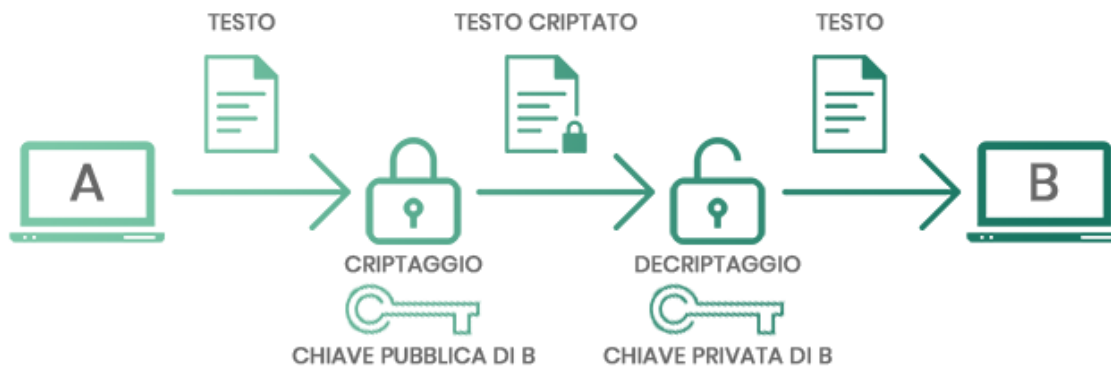 TESTO
TESTO CRIPTATO
TESTO
A
B
CRIPTAGGIO
DECRIPTAGGIO
CHIAVE PUBBLICA DI B
CHIAVE PRIVATA DI B